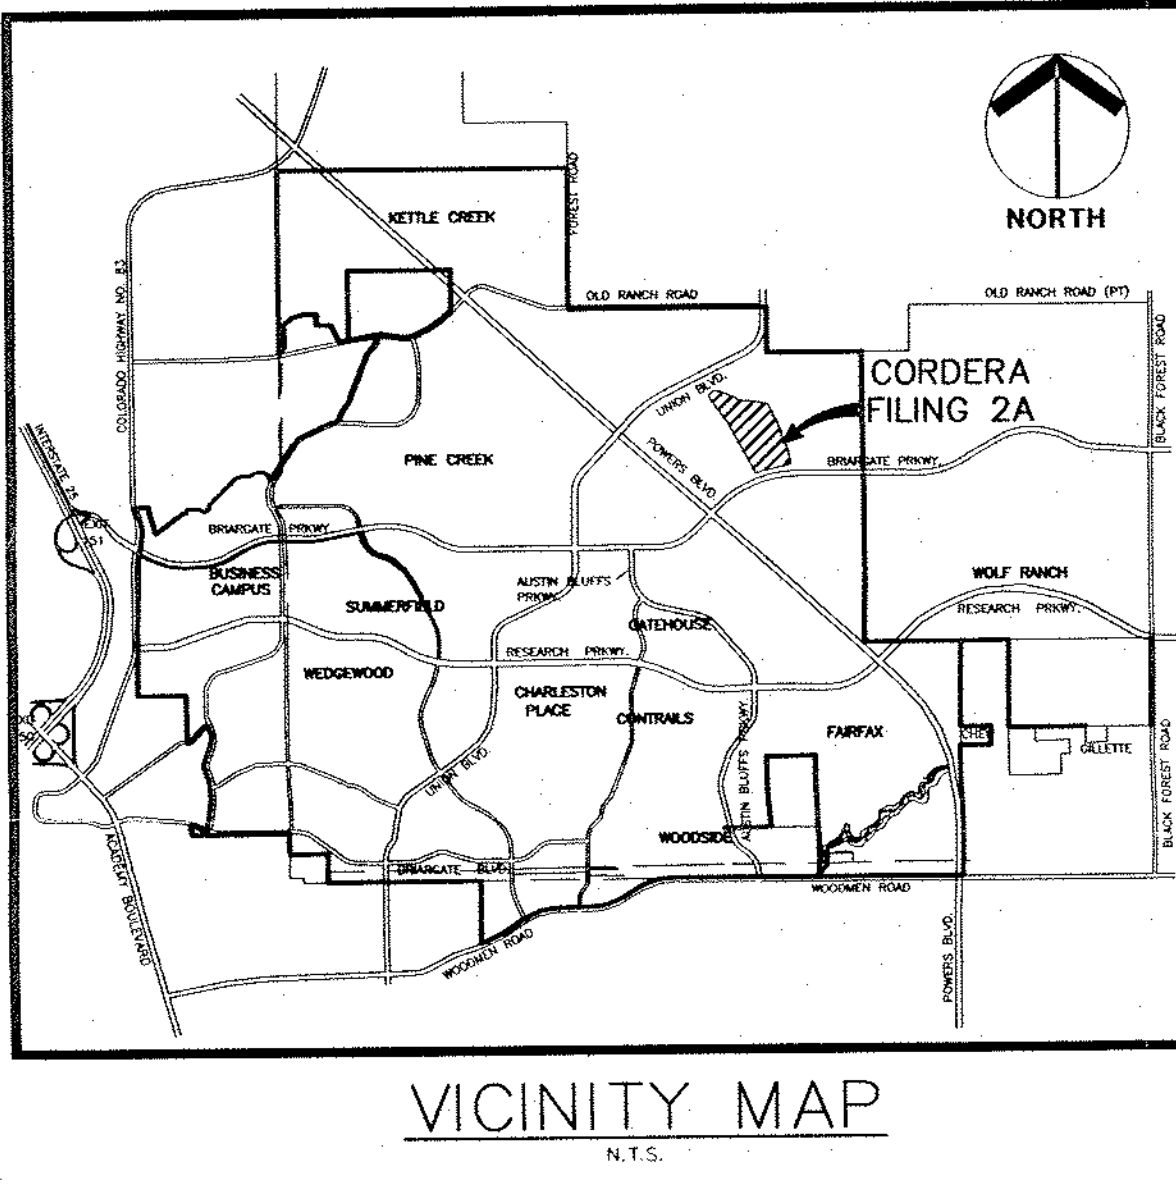 NORTH
FOREST ROAD
KETTLE CREEK
COLORADO HIGHWAY NO. 83
OLD RANCH ROAD
OLD RANCH ROAD (PT)
BLACK FOREST ROAD
CORDERA
FILING 2A
UNION BLVD.
INTERSTATE 25
PINE CREEK
POWERS BLVD.
BRIARGATE PRKWY.
EXIT
151
BRIARGATE PRKWY.
BUSINESS
CAMPUS
SUMMERFIELD
AUSTIN BLUFFS
PRKWY.
WOLF RANCH
RESEARCH PRKWY.
GATEHOUSE
RESEARCH PRKWY.
WEDGEWOOD
CHARLESTON
PLACE
CONTRAILS
AUSTIN BLUFFS PRKWY
FAIRFAX
GILLETTE
UNION BLVD.
BLACK FOREST ROAD
ACADEMY BOULEVARD
WOODSIDE
BRIARGATE BLVD.
WOODMEN ROAD
WOODMEN ROAD
POWERS BLVD.
VICINITY MAP
N.T.S.